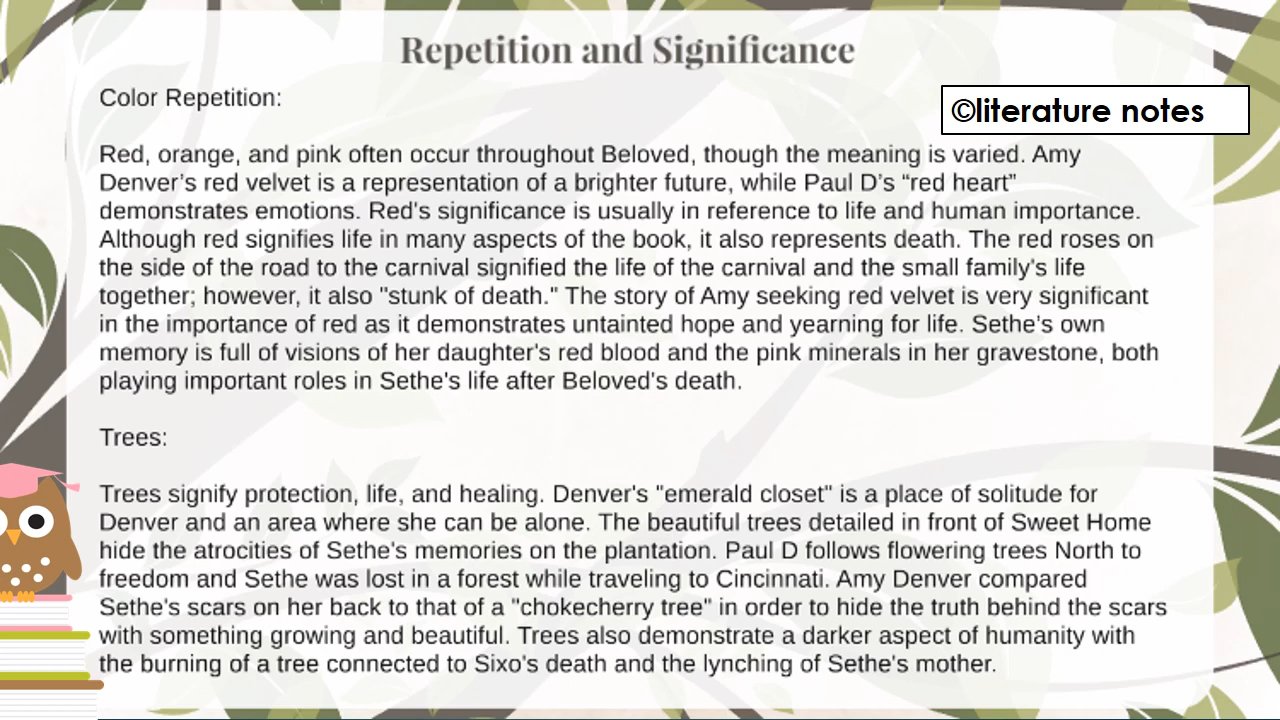 Repetition and Significance
Color Repetition:
©literature notes
Red, orange, and pink often occur throughout Beloved, though the meaning is varied. Amy
Denver’s red velvet is a representation of a brighter future, while Paul D’s “red heart”
demonstrates emotions. Red's significance is usually in reference to life and human importance.
Although red signifies life in many aspects of the book, it also represents death. The red roses on
the side of the road to the carnival signified the life of the carnival and the small family's life
together; however, it also "stunk of death." The story of Amy seeking red velvet is very significant
in the importance of red as it demonstrates untainted hope and yearning for life. Sethe’s own
memory is full of visions of her daughter's red blood and the pink minerals in her gravestone, both
playing important roles in Sethe's life after Beloved's death.
Trees:
Trees signify protection, life, and healing. Denver's "emerald closet" is a place of solitude for
Denver and an area where she can be alone. The beautiful trees detailed in front of Sweet Home
hide the atrocities of Sethe's memories on the plantation. Paul D follows flowering trees North to
freedom and Sethe was lost in a forest while traveling to Cincinnati. Amy Denver compared
Sethe's scars on her back to that of a "chokecherry tree" in order to hide the truth behind the scars
with something growing and beautiful. Trees also demonstrate a darker aspect of humanity with
the burning of a tree connected to Sixo's death and the lynching of Sethe's mother.